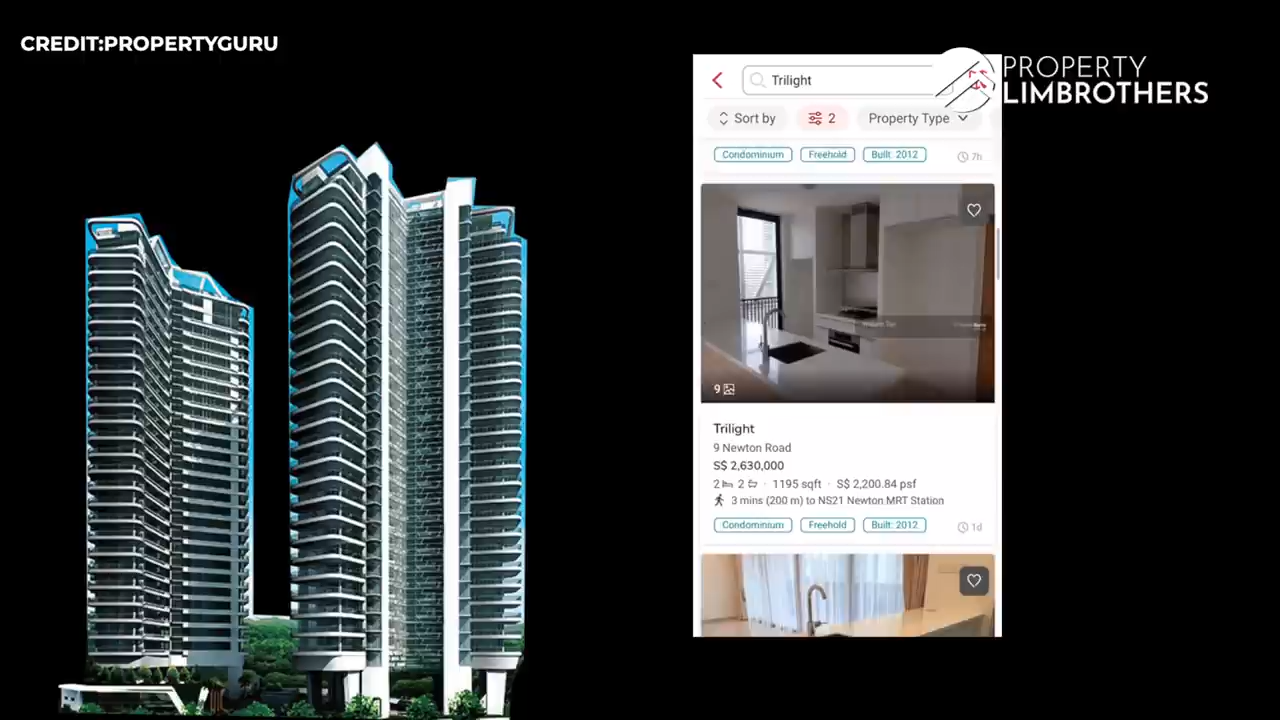 CREDIT:PROPERTYGURU
PROPERTY
LIMBROTHERS
Trilight
Sort by
2
Property Type
Condominium
Freehold
Built: 2012
7h
9
Trilight
9 Newton Road
S$ 2,630,000
2 2 · 1195 sqft · S$ 2,200.84 psf
3 mins (200 m) to NS21 Newton MRT Station
Condominium
Freehold
Built: 2012
1d